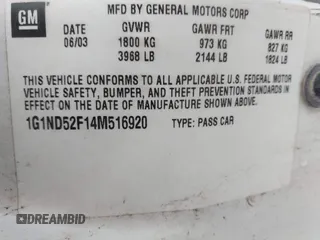 GM
MFD BY GENERAL MOTORS CORP
DATE GVWR GAWR FRT GAWR RR
06/03 1800 KG 973 KG 827 KG
3968 LB 2144 LB 1824 LB
THIS VEHICLE CONFORMS TO ALL APPLICABLE U.S. FEDERAL MOTOR
VEHICLE SAFETY, BUMPER, AND THEFT PREVENTION STANDARDS IN
EFFECT ON THE DATE OF MANUFACTURE SHOWN ABOVE.
1G1ND52F14M516920 TYPE: PASS CAR
DREAMBID